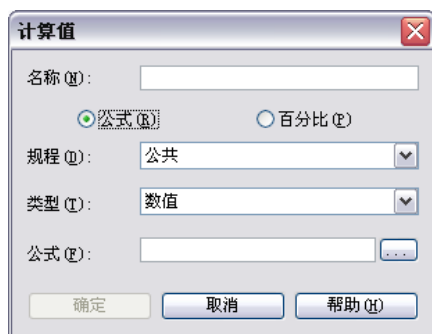 计算值
名称(N):
公式(R) 百分比(P)
规程(D): 公共
类型(T): 数值
公式(F): ...
确定 取消 帮助(H)